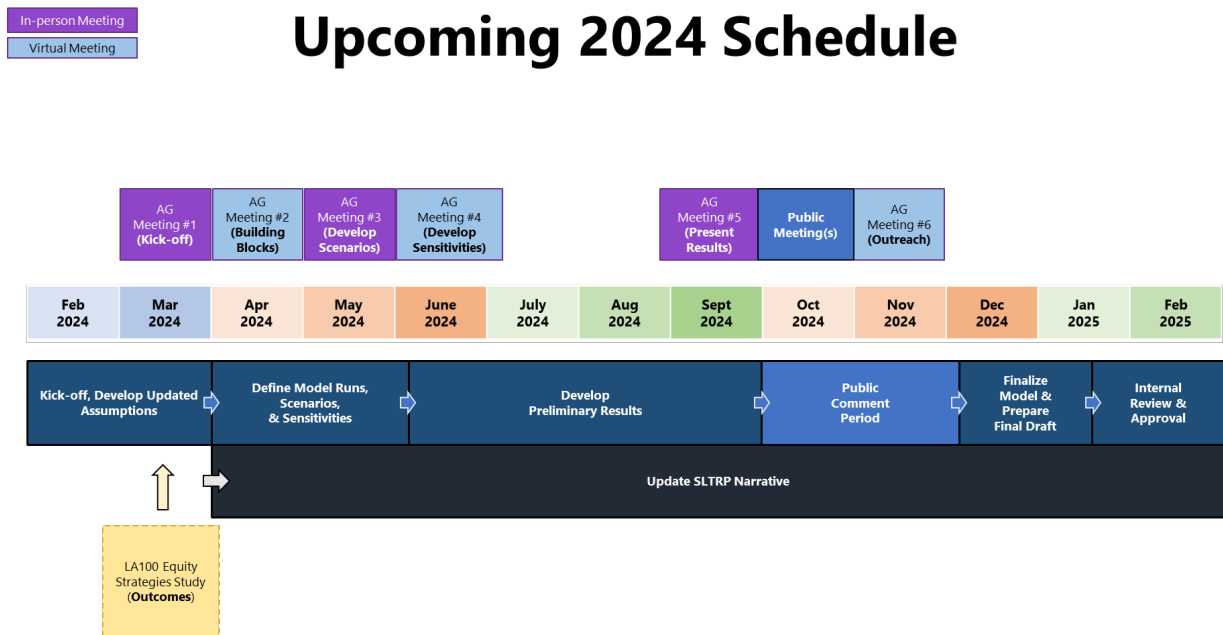 In-person Meeting
Virtual Meeting
Upcoming 2024 Schedule
AG
Meeting #1
(Kick-off)
AG
Meeting #2
(Building
Blocks)
AG
Meeting #3
(Develop
Scenarios)
AG
Meeting #4
(Develop
Sensitivities)
AG
Meeting #5
(Present
Results)
Public
Meeting(s)
AG
Meeting #6
(Outreach)
Feb
2024
Mar
2024
Apr
2024
May
2024
June
2024
July
2024
Aug
2024
Sept
2024
Oct
2024
Nov
2024
Dec
2024
Jan
2025
Feb
2025
Kick-off, Develop Updated
Assumptions
Define Model Runs,
Scenarios,
& Sensitivities
Develop
Preliminary Results
Public
Comment
Period
Finalize
Model &
Prepare
Final Draft
Internal
Review &
Approval
Update SLTRP Narrative
LA100 Equity
Strategies Study
(Outcomes)